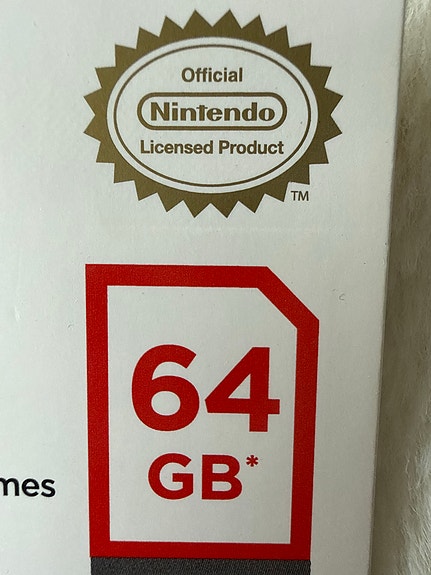 Official
Nintendo
Licensed Product
TM
64
GB*
mes